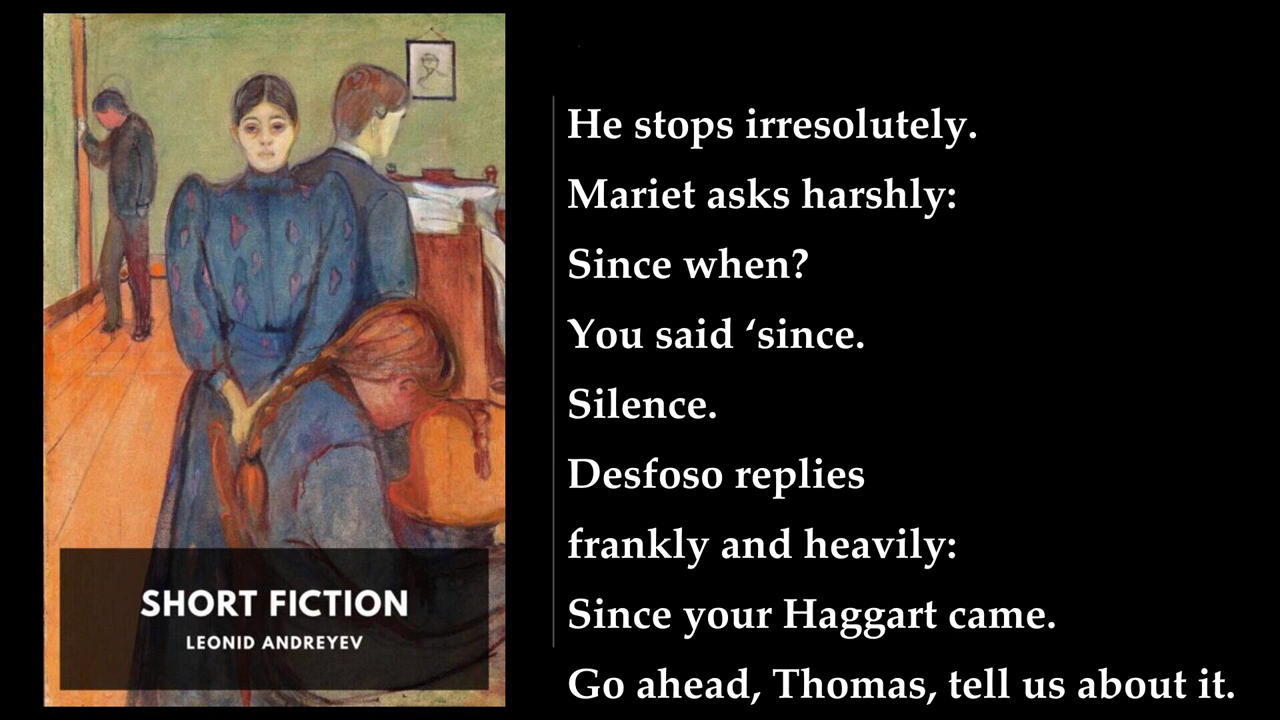 SHORT FICTION
LEONID ANDREYEV
He stops irresolutely.
Mariet asks harshly:
Since when?
You said ‘since.
Silence.
Desfoso replies
frankly and heavily:
Since your Haggart came.
Go ahead, Thomas, tell us about it.